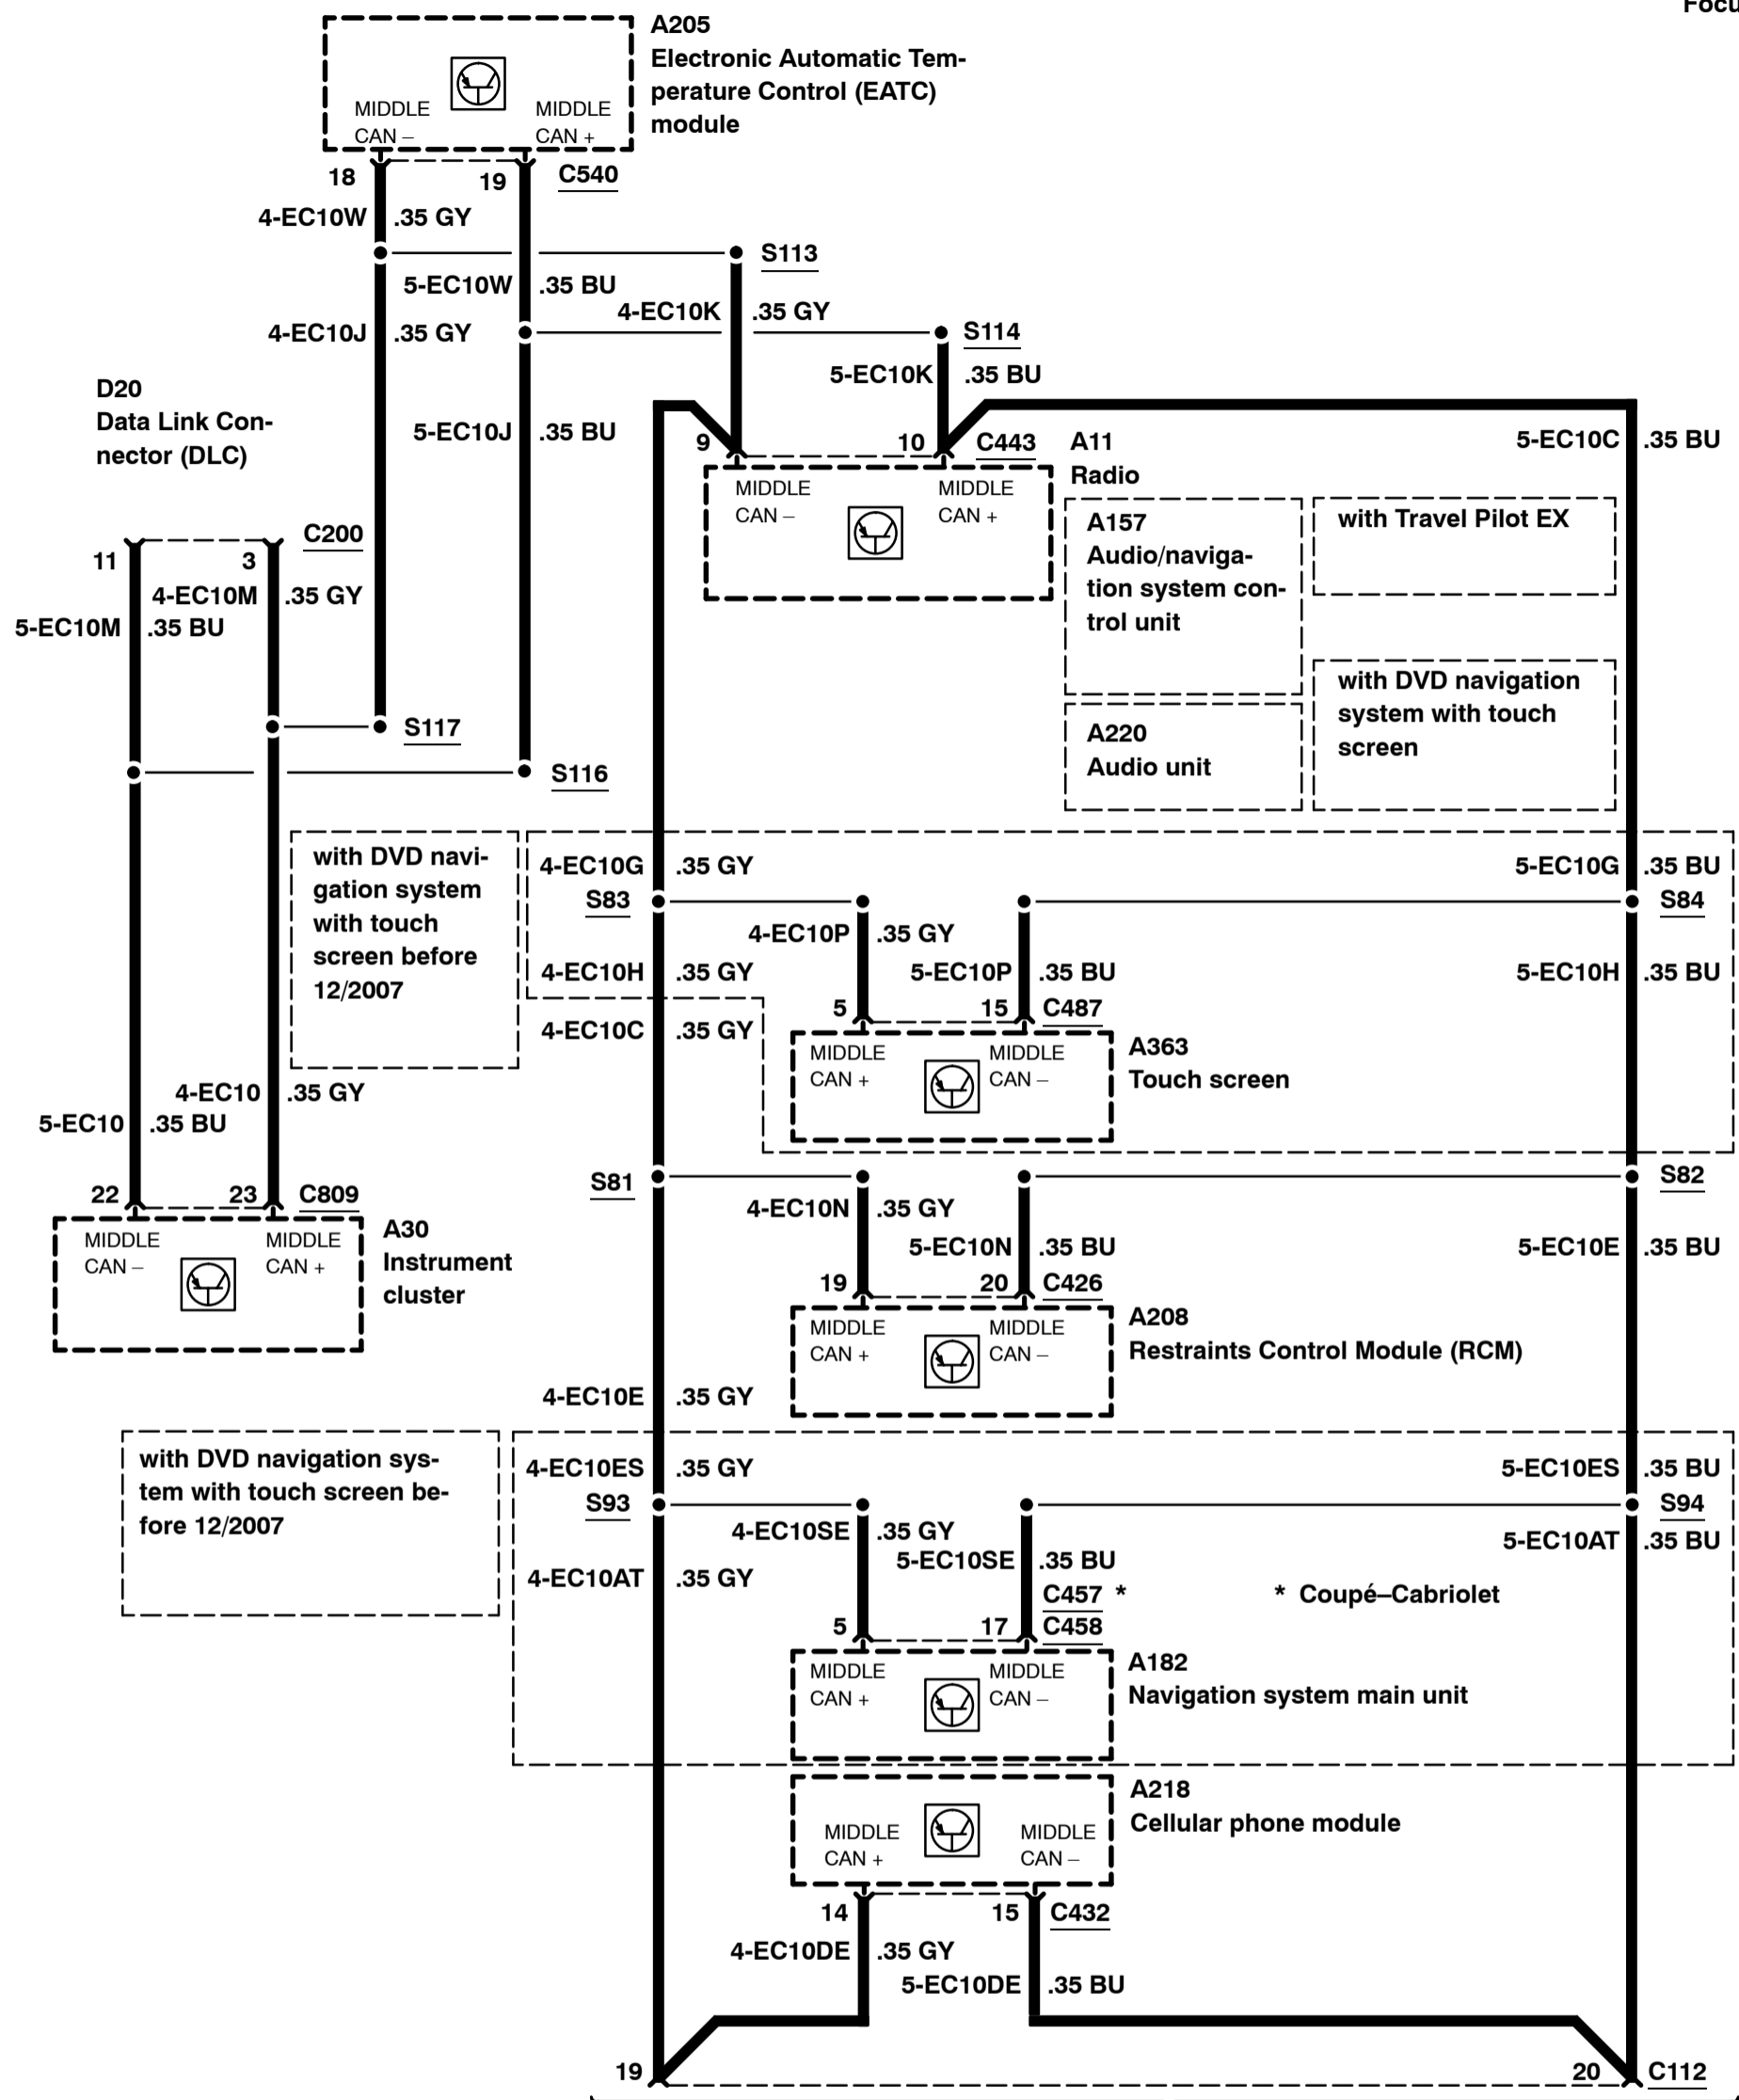 Focu
A205
Electronic Automatic Tem-
perature Control (EATC)
module
MIDDLE
CAN –
MIDDLE
CAN +
18
19
C540
4-EC10W
.35 GY
S113
5-EC10W
.35 BU
4-EC10K
.35 GY
4-EC10J
.35 GY
S114
5-EC10K
.35 BU
D20
Data Link Con-
nector (DLC)
5-EC10J
.35 BU
9
10
C443
A11
Radio
5-EC10C
.35 BU
MIDDLE
CAN –
MIDDLE
CAN +
A157
Audio/naviga-
tion system con-
trol unit
with Travel Pilot EX
C200
11
3
4-EC10M
.35 GY
5-EC10M
.35 BU
with DVD navigation
system with touch
screen
A220
Audio unit
S117
S116
with DVD navi-
gation system
with touch
screen before
12/2007
4-EC10G
.35 GY
5-EC10G
.35 BU
S83
S84
4-EC10P
.35 GY
4-EC10H
.35 GY
5-EC10P
.35 BU
5-EC10H
.35 BU
5
15
C487
4-EC10C
.35 GY
MIDDLE
CAN +
MIDDLE
CAN –
A363
Touch screen
4-EC10
.35 GY
5-EC10
.35 BU
S81
S82
22
23
C809
4-EC10N
.35 GY
5-EC10N
.35 BU
5-EC10E
.35 BU
MIDDLE
CAN –
MIDDLE
CAN +
A30
Instrument
cluster
19
20
C426
MIDDLE
CAN +
MIDDLE
CAN –
A208
Restraints Control Module (RCM)
4-EC10E
.35 GY
with DVD navigation sys-
tem with touch screen be-
fore 12/2007
4-EC10ES
.35 GY
5-EC10ES
.35 BU
S93
S94
4-EC10SE
.35 GY
5-EC10AT
.35 BU
5-EC10SE
.35 BU
4-EC10AT
.35 GY
C457 *
* Coupé–Cabriolet
5
17
C458
MIDDLE
CAN +
MIDDLE
CAN –
A182
Navigation system main unit
A218
Cellular phone module
MIDDLE
CAN +
MIDDLE
CAN –
14
15
C432
4-EC10DE
.35 GY
5-EC10DE
.35 BU
19
20
C112